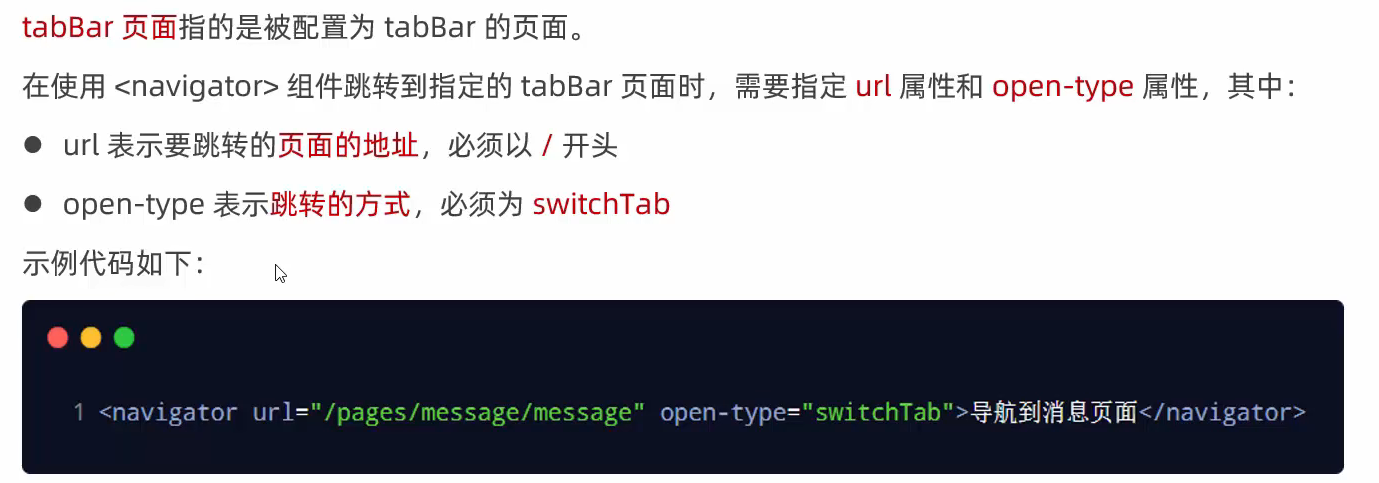 tabBar 页面指的是被配置为 tabBar 的页面。
在使用 <navigator> 组件跳转到指定的 tabBar 页面时，需要指定 url 属性和 open-type 属性，其中：
● url 表示要跳转的页面的地址，必须以 / 开头
● open-type 表示跳转的方式，必须为 switchTab
示例代码如下：
1 <navigator url="/pages/message/message" open-type="switchTab">导航到消息页面</navigator>